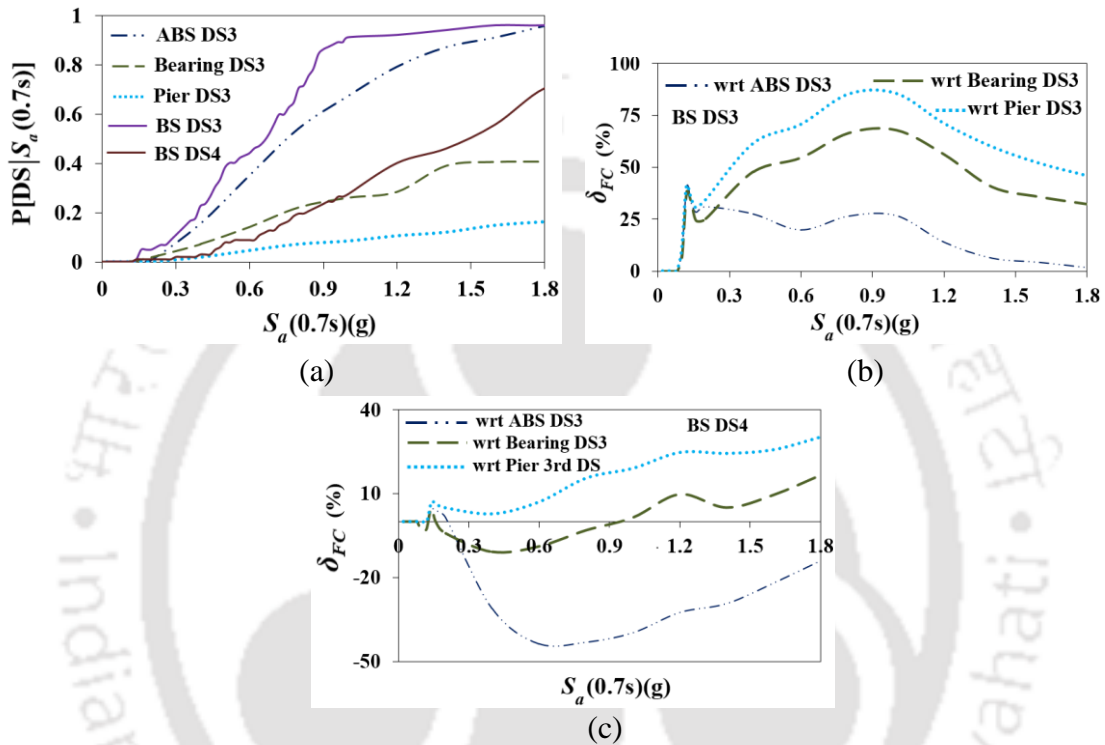 P[DS|Sa(0.7s)]
1
0.8
0.6
0.4
0.2
0
ABS DS3
Bearing DS3
Pier DS3
BS DS3
BS DS4
0 0.3 0.6 0.9 1.2 1.5 1.8
Sa(0.7s)(g)
(a)
δFC (%)
100
75
50
25
0
wrt ABS DS3
wrt Bearing DS3
wrt Pier DS3
BS DS3
0 0.3 0.6 0.9 1.2 1.5 1.8
Sa(0.7s)(g)
(b)
δFC (%)
40
10
-20
-50
wrt ABS DS3
wrt Bearing DS3
wrt Pier 3rd DS
BS DS4
0 0.3 0.6 0.9 1.2 1.5 1.8
Sa(0.7s)(g)
(c)
Indian
wahati